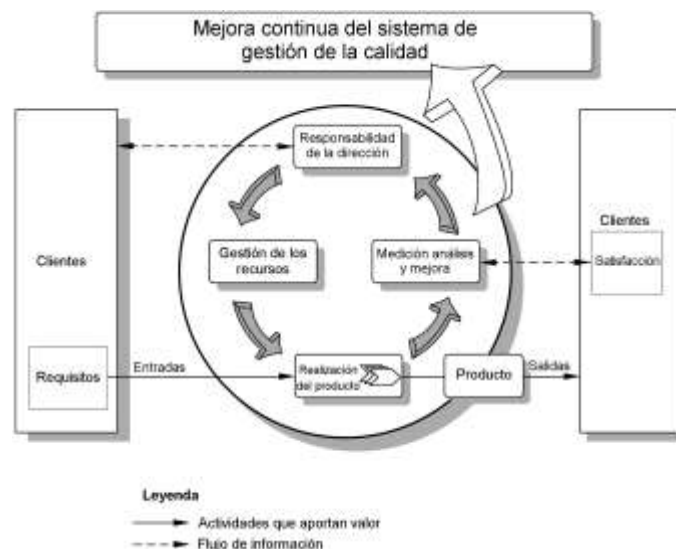 Mejora continua del sistema de
gestión de la calidad
Responsabilidad
de la dirección
Clientes
Gestión de los
recursos
Medición análisis
y mejora
Clientes
Satisfacción
Requisitos
Entradas
Realización
del producto
Producto
Salidas
Leyenda
Actividades que aportan valor
Flujo de información